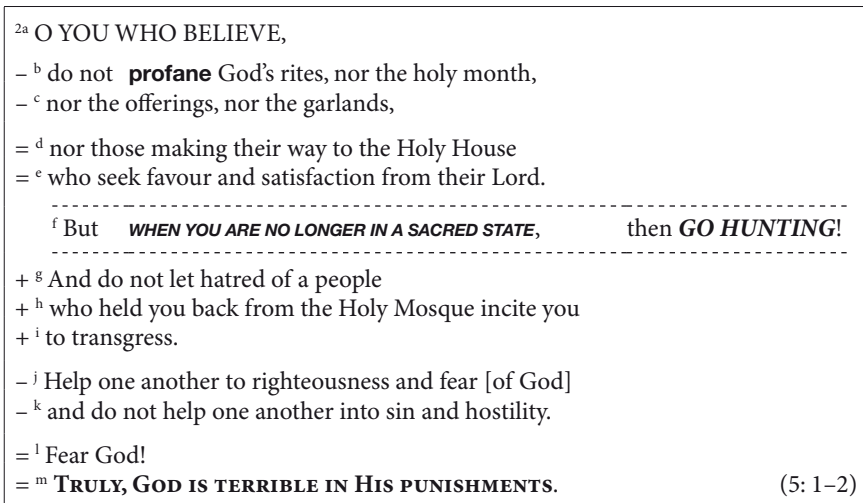 2a O YOU WHO BELIEVE,
– b do not profane God’s rites, nor the holy month,
– c nor the offerings, nor the garlands,
= d nor those making their way to the Holy House
= e who seek favour and satisfaction from their Lord.
f But WHEN YOU ARE NO LONGER IN A SACRED STATE, then GO HUNTING!
+ g And do not let hatred of a people
+ h who held you back from the Holy Mosque incite you
+ i to transgress.
– j Help one another to righteousness and fear [of God]
– k and do not help one another into sin and hostility.
= l Fear God!
= m Truly, God is terrible in His punishments. (5: 1–2)